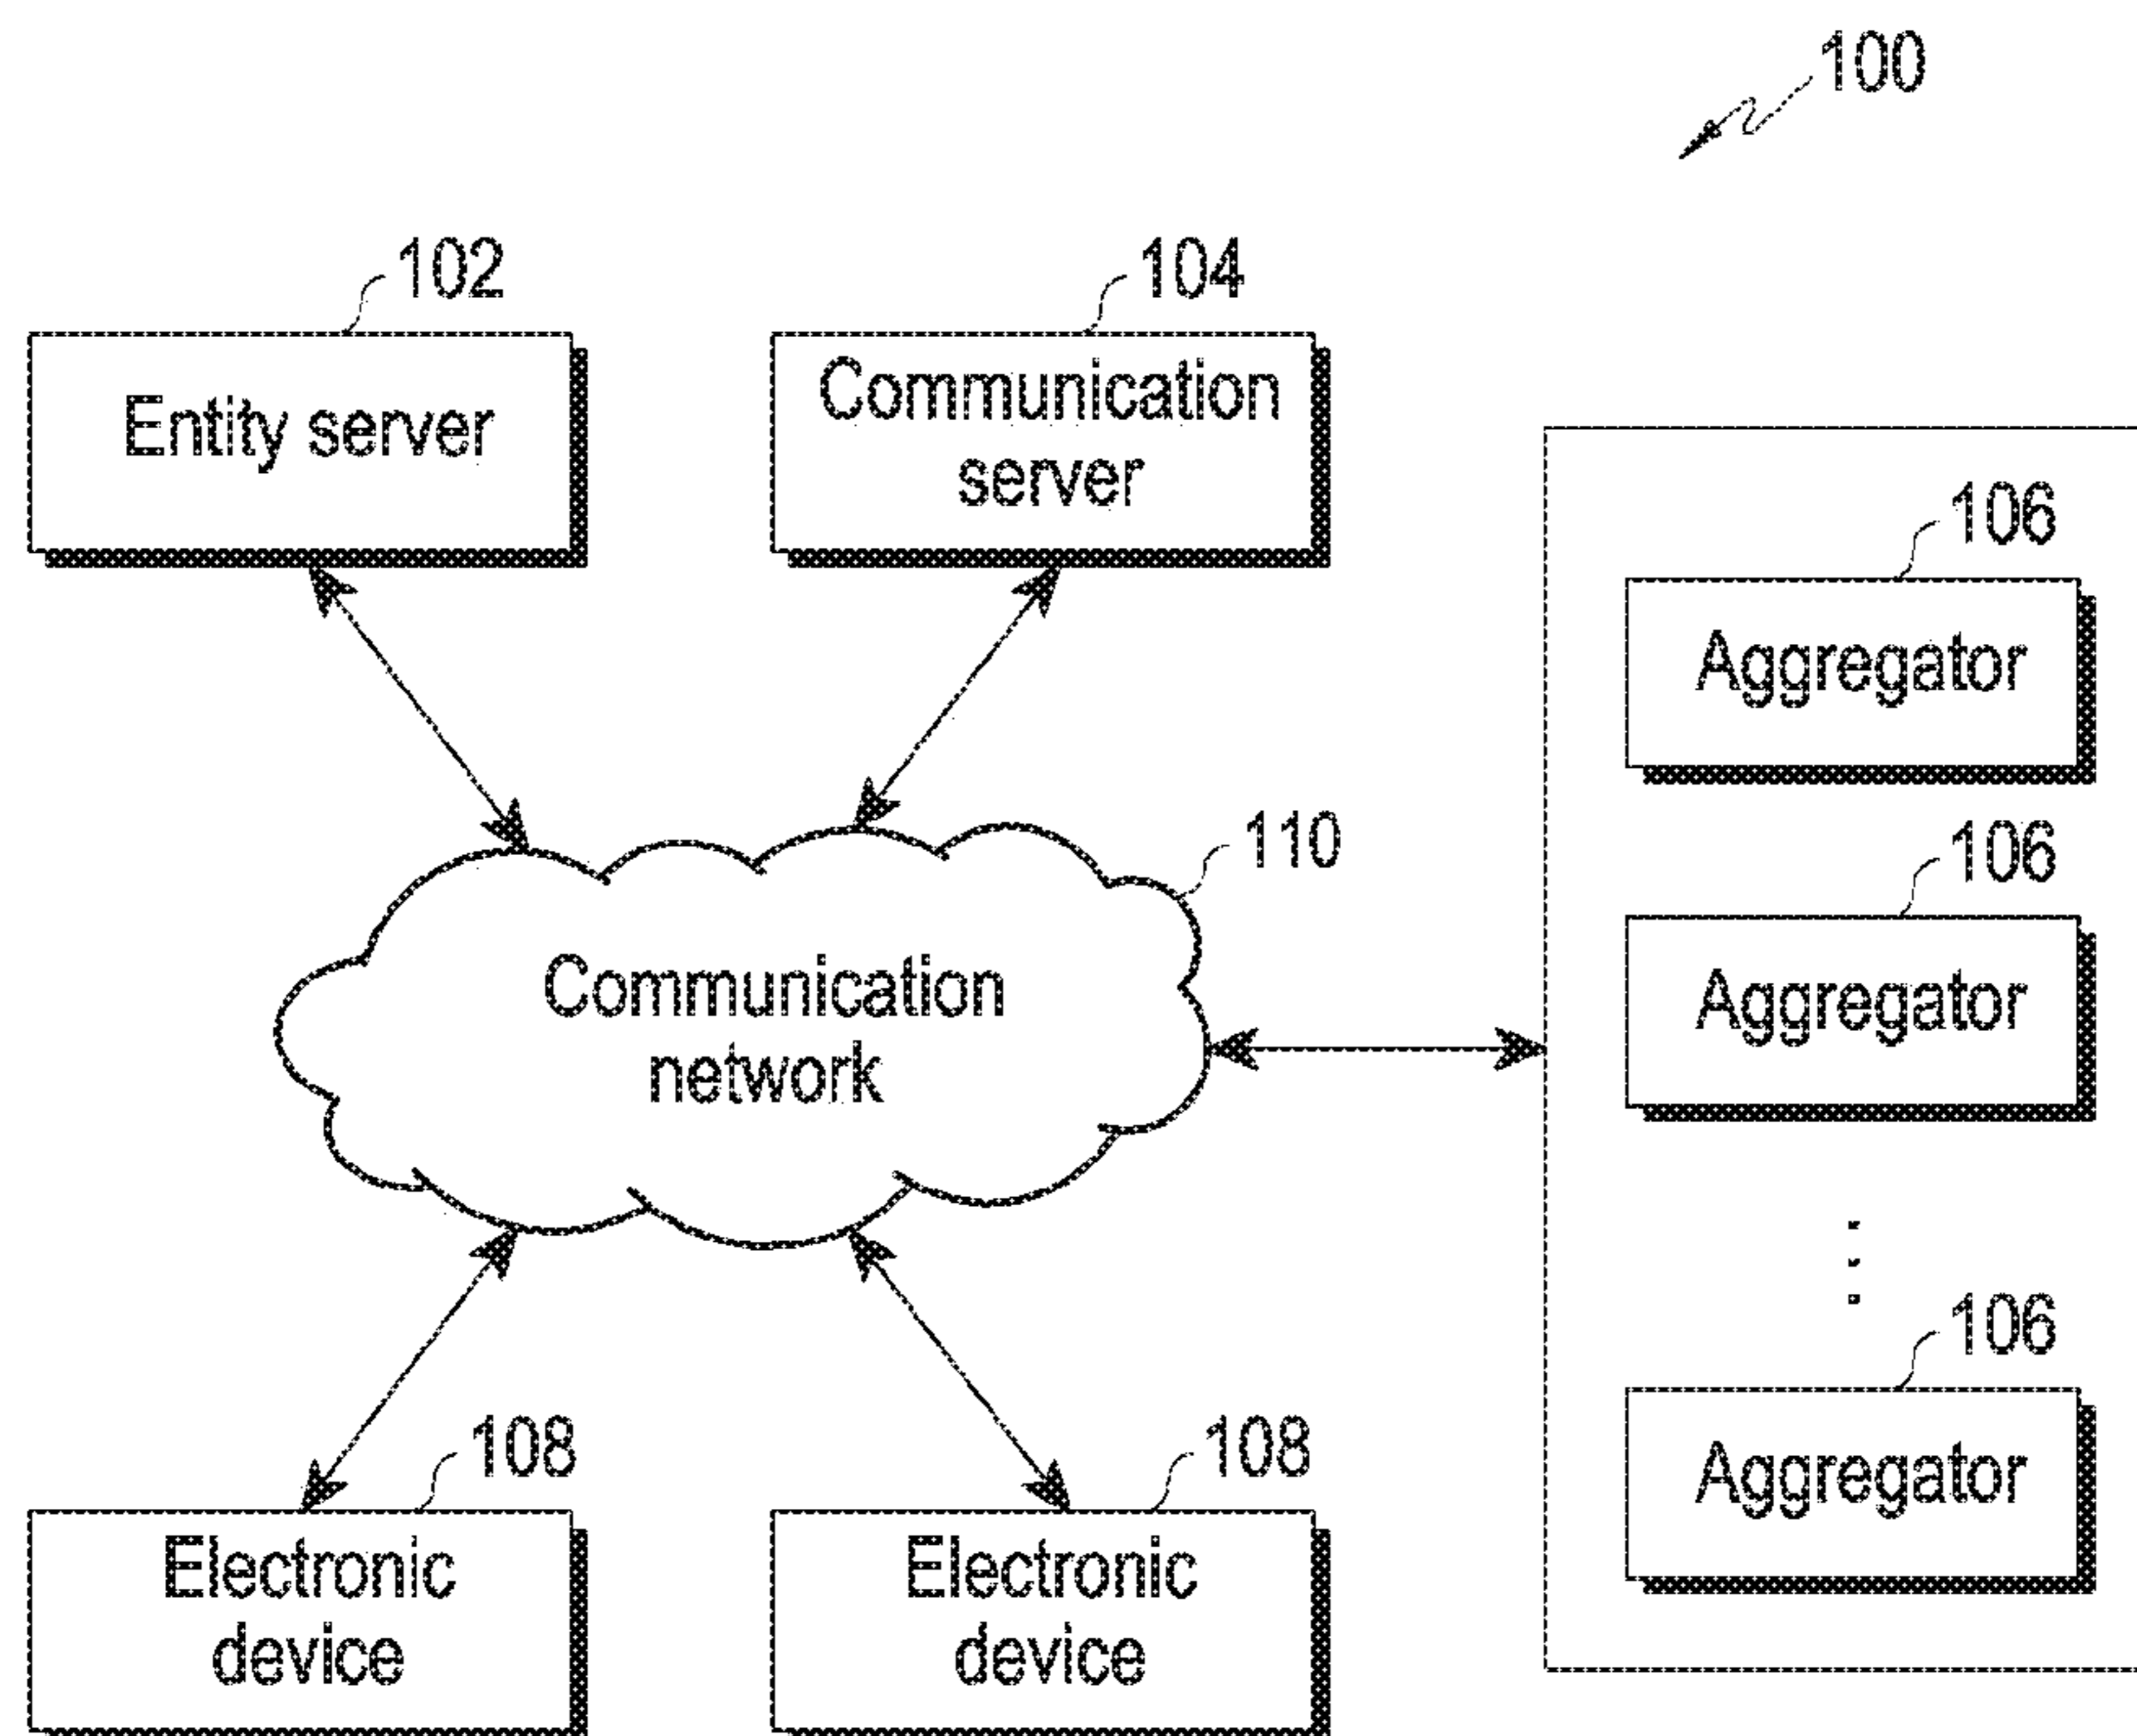 100
102
104
Entity server
Communication
server
106
Aggregator
110
106
Communication
network
Aggregator
106
Aggregator
108
108
Electronic
device
Electronic
device